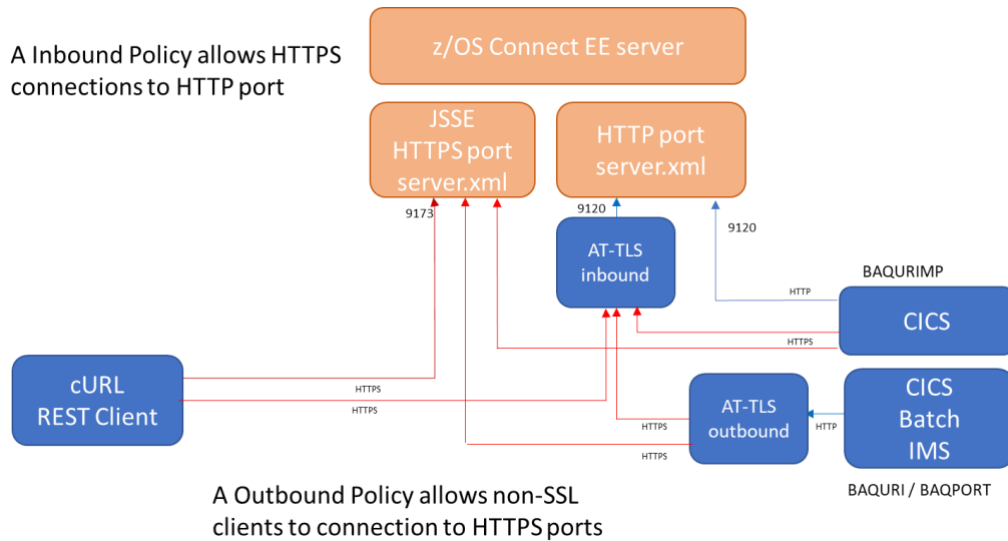 z/OS Connect EE server
A Inbound Policy allows HTTPS
connections to HTTP port
JSSE
HTTPS port
server.xml
HTTP port
server.xml
9173
9120
9120
AT-TLS
inbound
BAQURIMP
HTTP
CICS
HTTPS
cURL
REST Client
HTTPS
HTTPS
AT-TLS
outbound
HTTPS
HTTPS
HTTP
CICS
Batch
IMS
BAQURI / BAQPORT
A Outbound Policy allows non-SSL
clients to connection to HTTPS ports